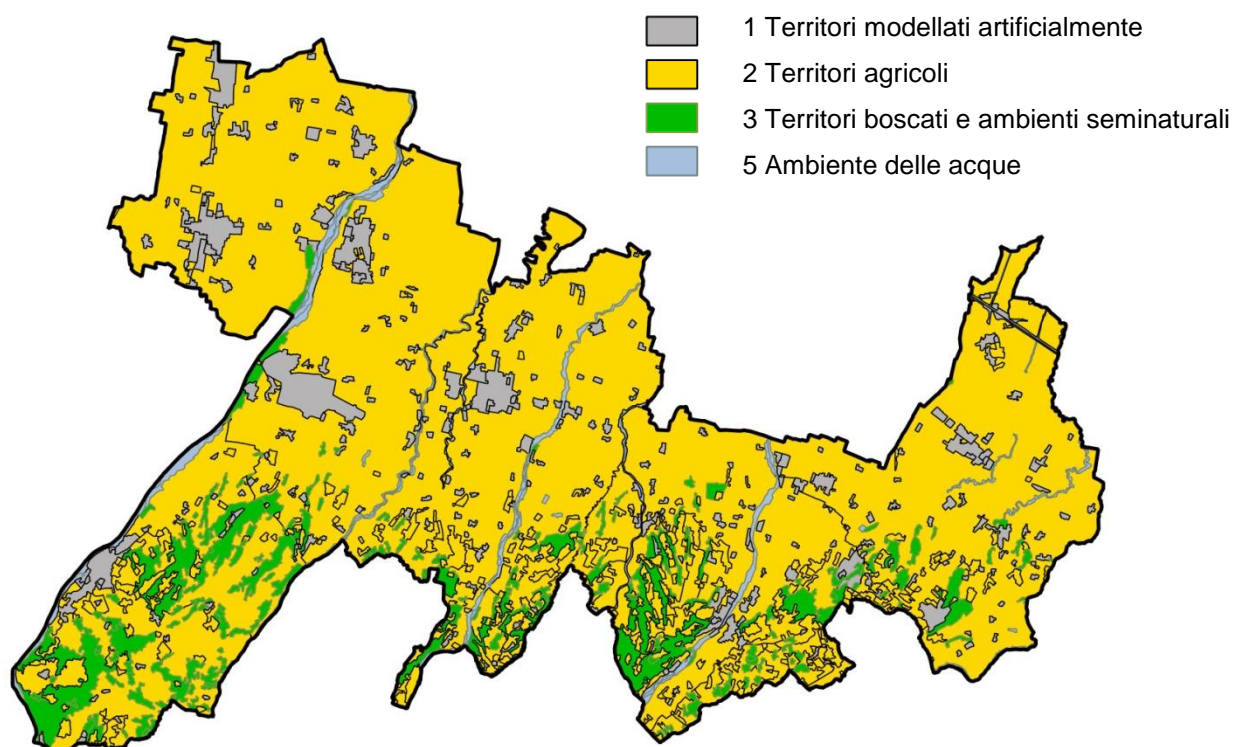 1 Territori modellati artificialmente
2 Territori agricoli
3 Territori boscati e ambienti seminaturali
5 Ambiente delle acque